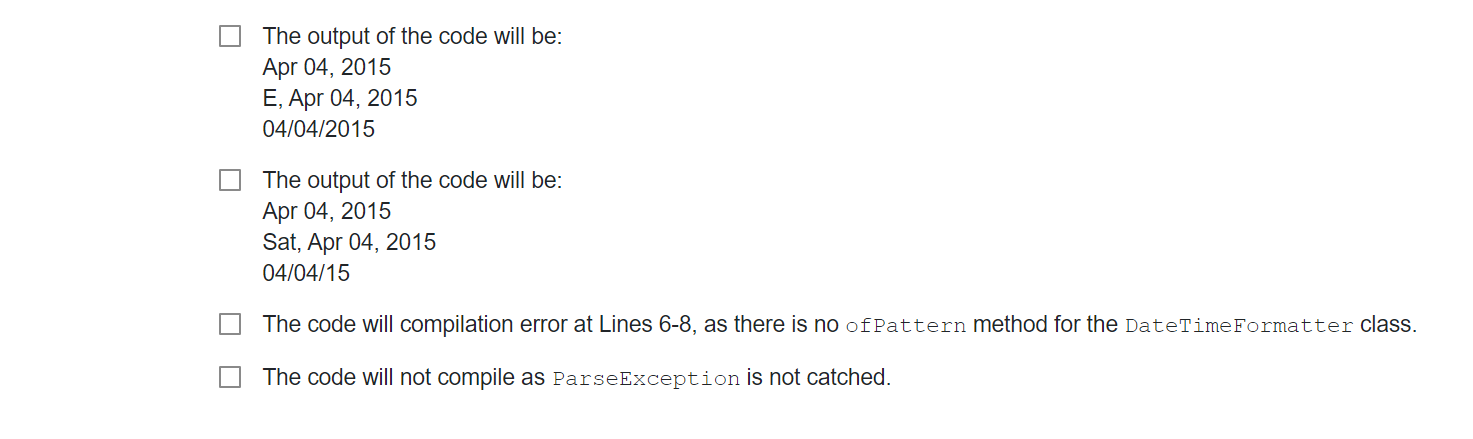 The output of the code will be:
Apr 04, 2015
E, Apr 04, 2015
04/04/2015
The output of the code will be:
Apr 04, 2015
Sat, Apr 04, 2015
04/04/15
The code will compilation error at Lines 6-8, as there is no ofPattern method for the DateTimeFormatter class.
The code will not compile as ParseException is not catched.